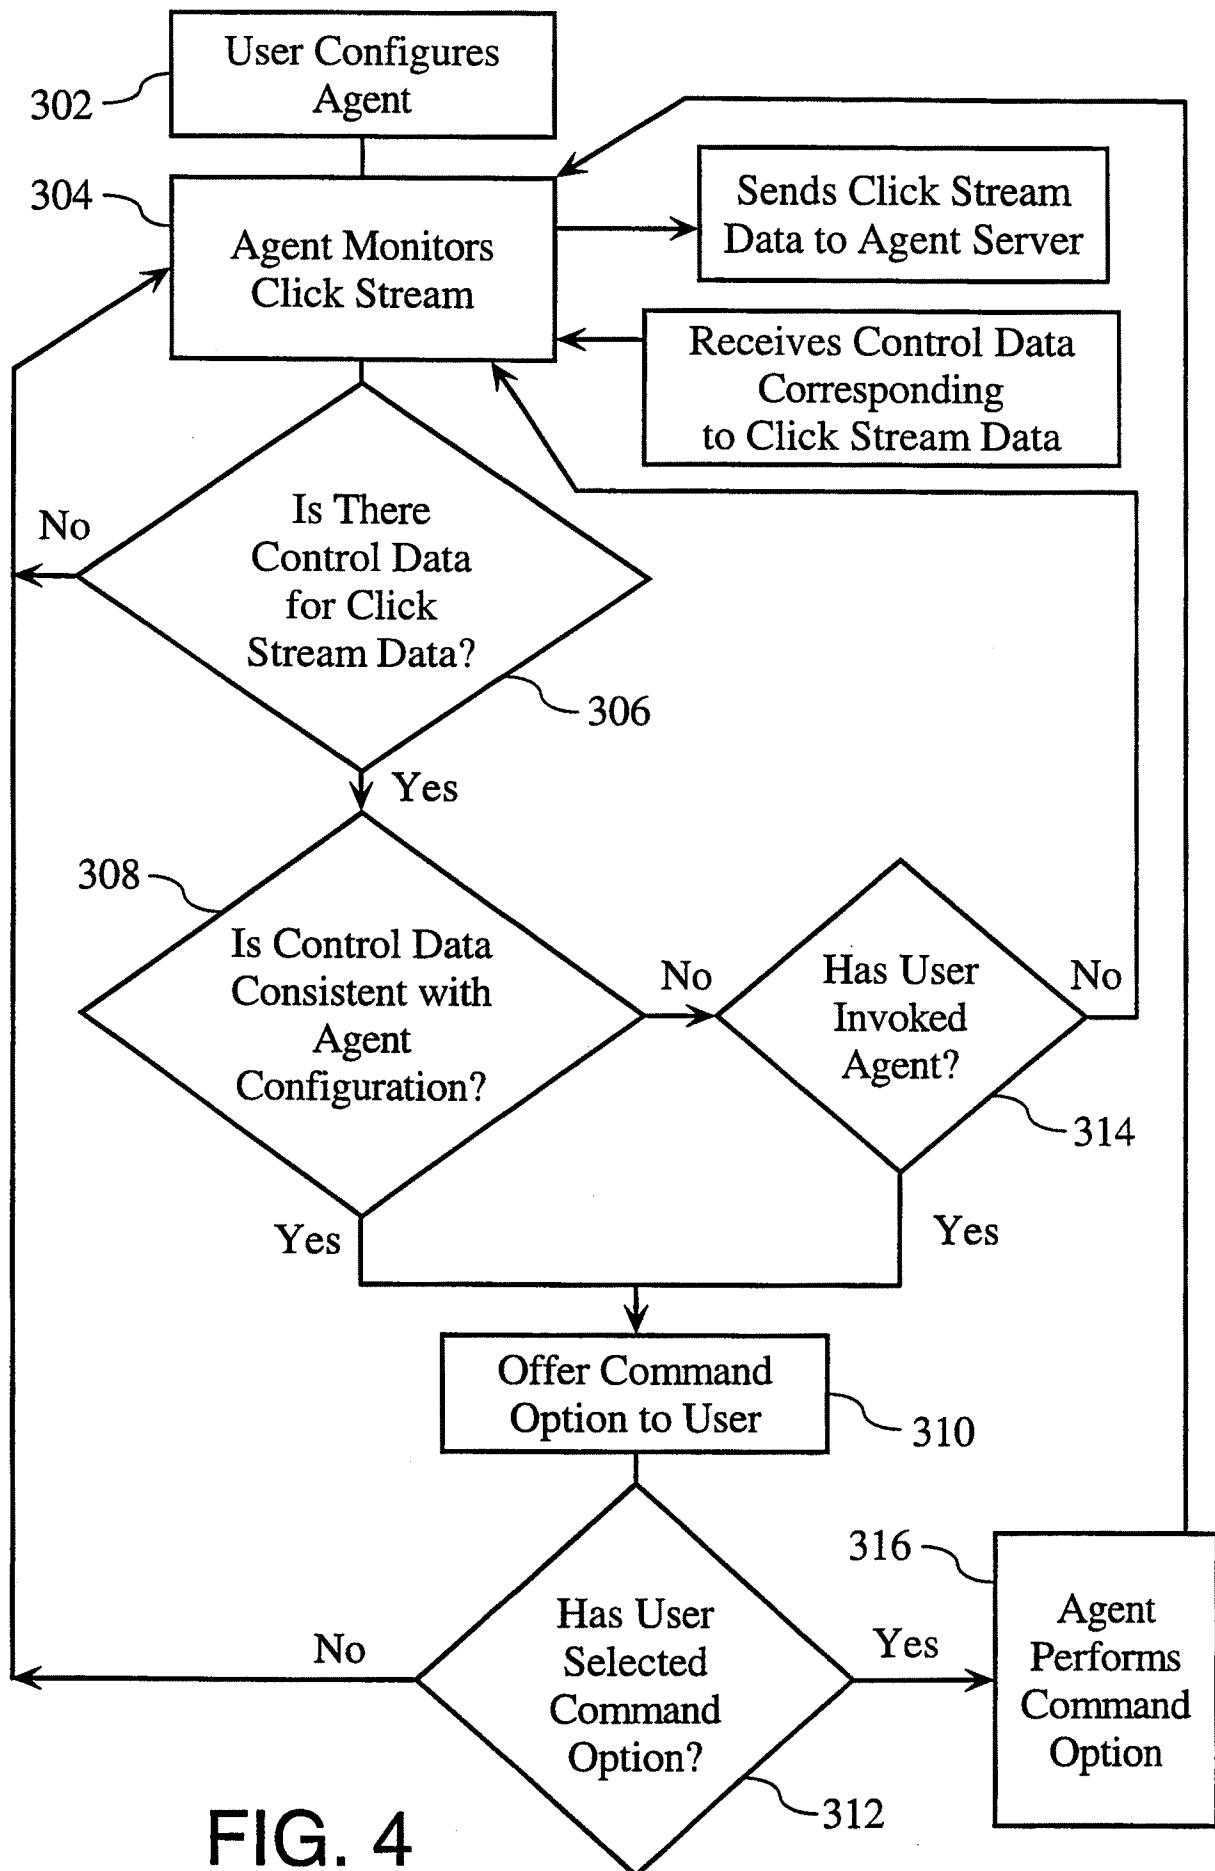 User Configures
Agent
302
304
Agent Monitors
Click Stream
Sends Click Stream
Data to Agent Server
Receives Control Data
Corresponding
to Click Stream Data
No
Is There
Control Data
for Click
Stream Data?
306
Yes
308
Is Control Data
Consistent with
Agent
Configuration?
No
Has User
Invoked
Agent?
No
314
Yes
Yes
Offer Command
Option to User
310
316
No
Has User
Selected
Command
Option?
Yes
Agent
Performs
Command
Option
312
FIG. 4